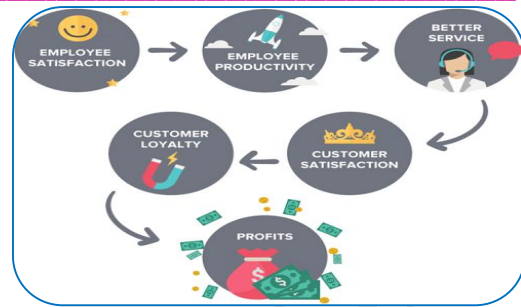 EMPLOYEE
SATISFACTION
EMPLOYEE
PRODUCTIVITY
BETTER
SERVICE
CUSTOMER
SATISFACTION
CUSTOMER
LOYALTY
PROFITS
$
$